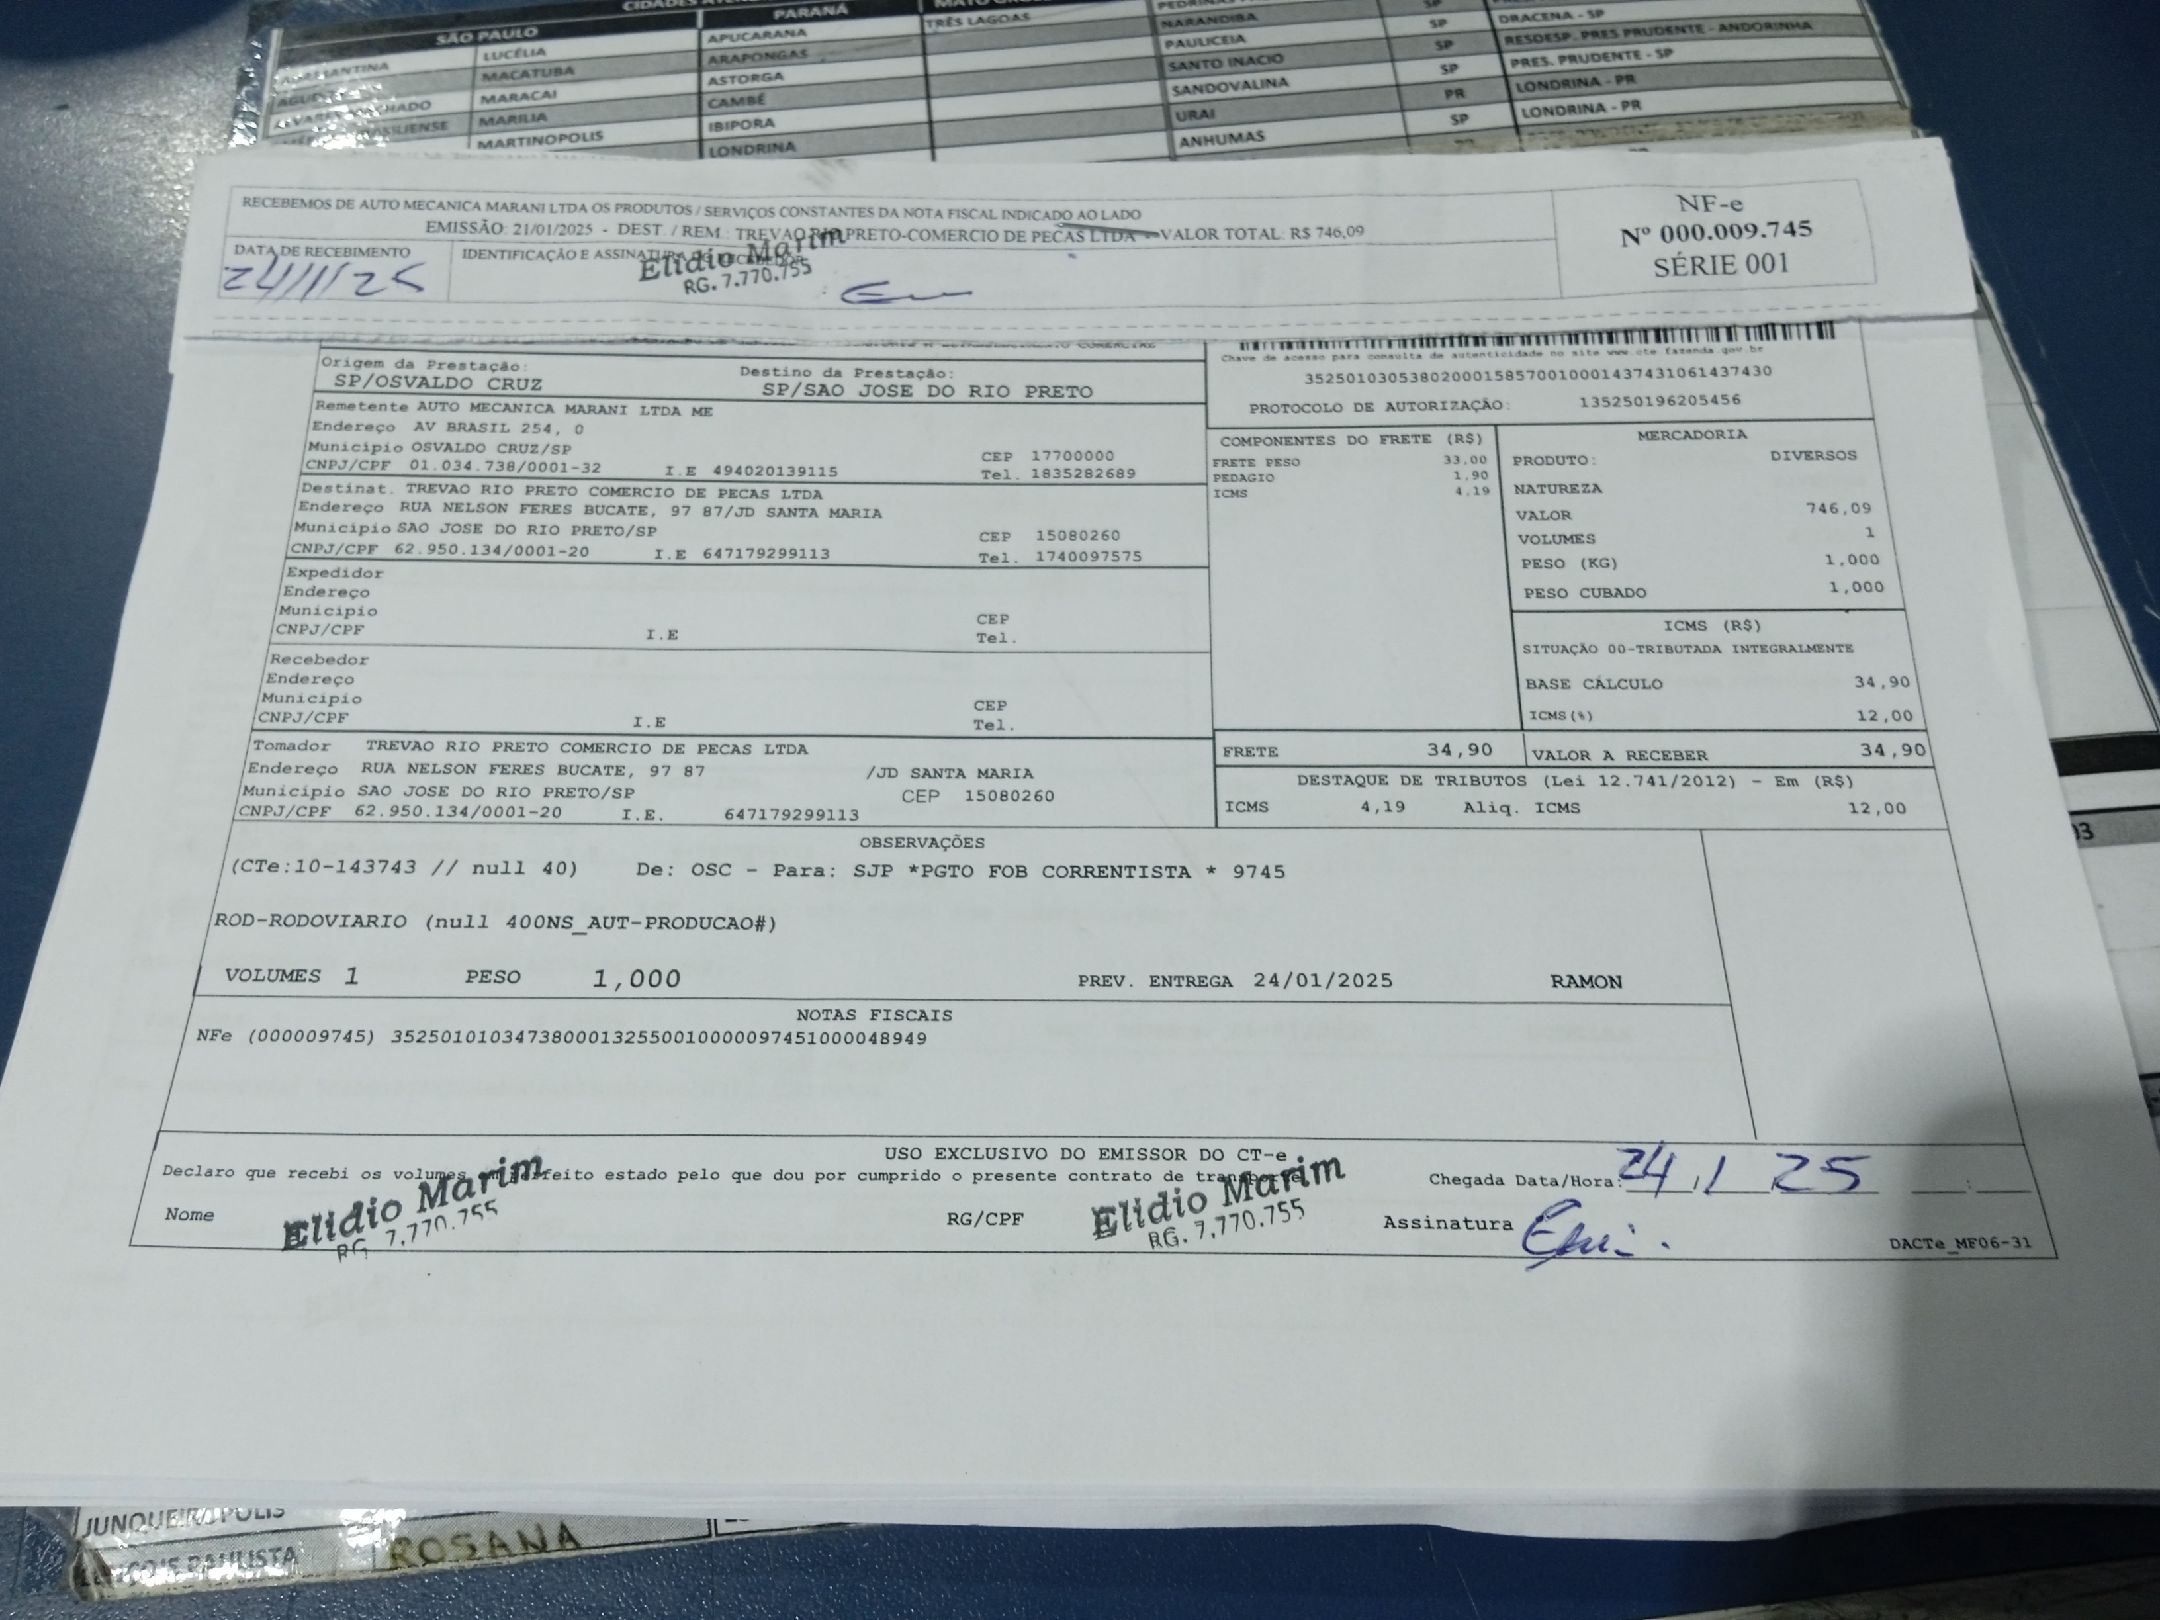 SÃO PAULO
PARANÁ
TRÊS LAGOAS
LUCÉLIA
APUCARANA
NARANDIBA
SP
DRACENA - SP
MACATUBA
ARAPONGAS
PAULICEIA
SP
RESDESP. PRES PRUDENTE - ANDORINHA
MARACAI
ASTORGA
SANTO INACIO
SP
PRES. PRUDENTE - SP
MARILIA
CAMBÉ
SANDOVALINA
SP
LONDRINA - PR
MARTINOPOLIS
IBIPORA
URAI
PR
LONDRINA - PR
LONDRINA
ANHUMAS
SP
RECEBEMOS DE AUTO MECANICA MARANI LTDA OS PRODUTOS / SERVIÇOS CONSTANTES DA NOTA FISCAL INDICADO AO LADO
EMISSÃO: 21/01/2025 - DEST. / REM.: TREVAO RIO PRETO-COMERCIO DE PECAS LTDA - VALOR TOTAL: R$ 746,09
DATA DE RECEBIMENTO
IDENTIFICAÇÃO E ASSINATURA DO RECEBEDOR
24/1/25
Elidio Marim
RG. 7.770.755
NF-e
Nº 000.009.745
SÉRIE 001
Origem da Prestação:
SP/OSVALDO CRUZ
Destino da Prestação:
SP/SAO JOSE DO RIO PRETO
Chave de acesso para consulta de autenticidade no site www.cte.fazenda.gov.br
35250103053802000158570010001437431061437430
PROTOCOLO DE AUTORIZAÇÃO: 135250196205456
Remetente AUTO MECANICA MARANI LTDA ME
Endereço AV BRASIL 254, 0
Município OSVALDO CRUZ/SP CEP 17700000
CNPJ/CPF 01.034.738/0001-32 I.E 494020139115 Tel. 1835282689
Destinat. TREVAO RIO PRETO COMERCIO DE PECAS LTDA
Endereço RUA NELSON FERES BUCATE, 97 87/JD SANTA MARIA
Município SAO JOSE DO RIO PRETO/SP CEP 15080260
CNPJ/CPF 62.950.134/0001-20 I.E 647179299113 Tel. 1740097575
Expedidor
Endereço
Município CEP
CNPJ/CPF I.E Tel.
Recebedor
Endereço
Município CEP
CNPJ/CPF I.E Tel.
Tomador TREVAO RIO PRETO COMERCIO DE PECAS LTDA
Endereço RUA NELSON FERES BUCATE, 97 87 /JD SANTA MARIA
Município SAO JOSE DO RIO PRETO/SP CEP 15080260
CNPJ/CPF 62.950.134/0001-20 I.E. 647179299113
COMPONENTES DO FRETE (R$)
FRETE PESO 33,00
PEDAGIO 1,90
ICMS 4,19
MERCADORIA
PRODUTO: DIVERSOS
NATUREZA
VALOR 746,09
VOLUMES 1
PESO (KG) 1,000
PESO CUBADO 1,000
ICMS (R$)
SITUAÇÃO 00-TRIBUTADA INTEGRALMENTE
BASE CÁLCULO 34,90
ICMS(%) 12,00
FRETE 34,90 VALOR A RECEBER 34,90
DESTAQUE DE TRIBUTOS (Lei 12.741/2012) - Em (R$)
ICMS 4,19 Aliq. ICMS 12,00
OBSERVAÇÕES
(CTe:10-143743 // null 40) De: OSC - Para: SJP *PGTO FOB CORRENTISTA * 9745
ROD-RODOVIARIO (null 400NS_AUT-PRODUCAO#)
VOLUMES 1 PESO 1,000 PREV. ENTREGA 24/01/2025 RAMON
NOTAS FISCAIS
NFe (000009745) 35250101034738000132550010000097451000048949
USO EXCLUSIVO DO EMISSOR DO CT-e
Declaro que recebi os volumes em perfeito estado pelo que dou por cumprido o presente contrato de transporte
Chegada Data/Hora: 24/1 25 :
Nome
Elidio Marim
RG. 7.770.755
RG/CPF
Elidio Marim
RG. 7.770.755
Assinatura
DACTe_MF06-31
JUNQUEIROPOLIS
PAULISTA
ROSANA